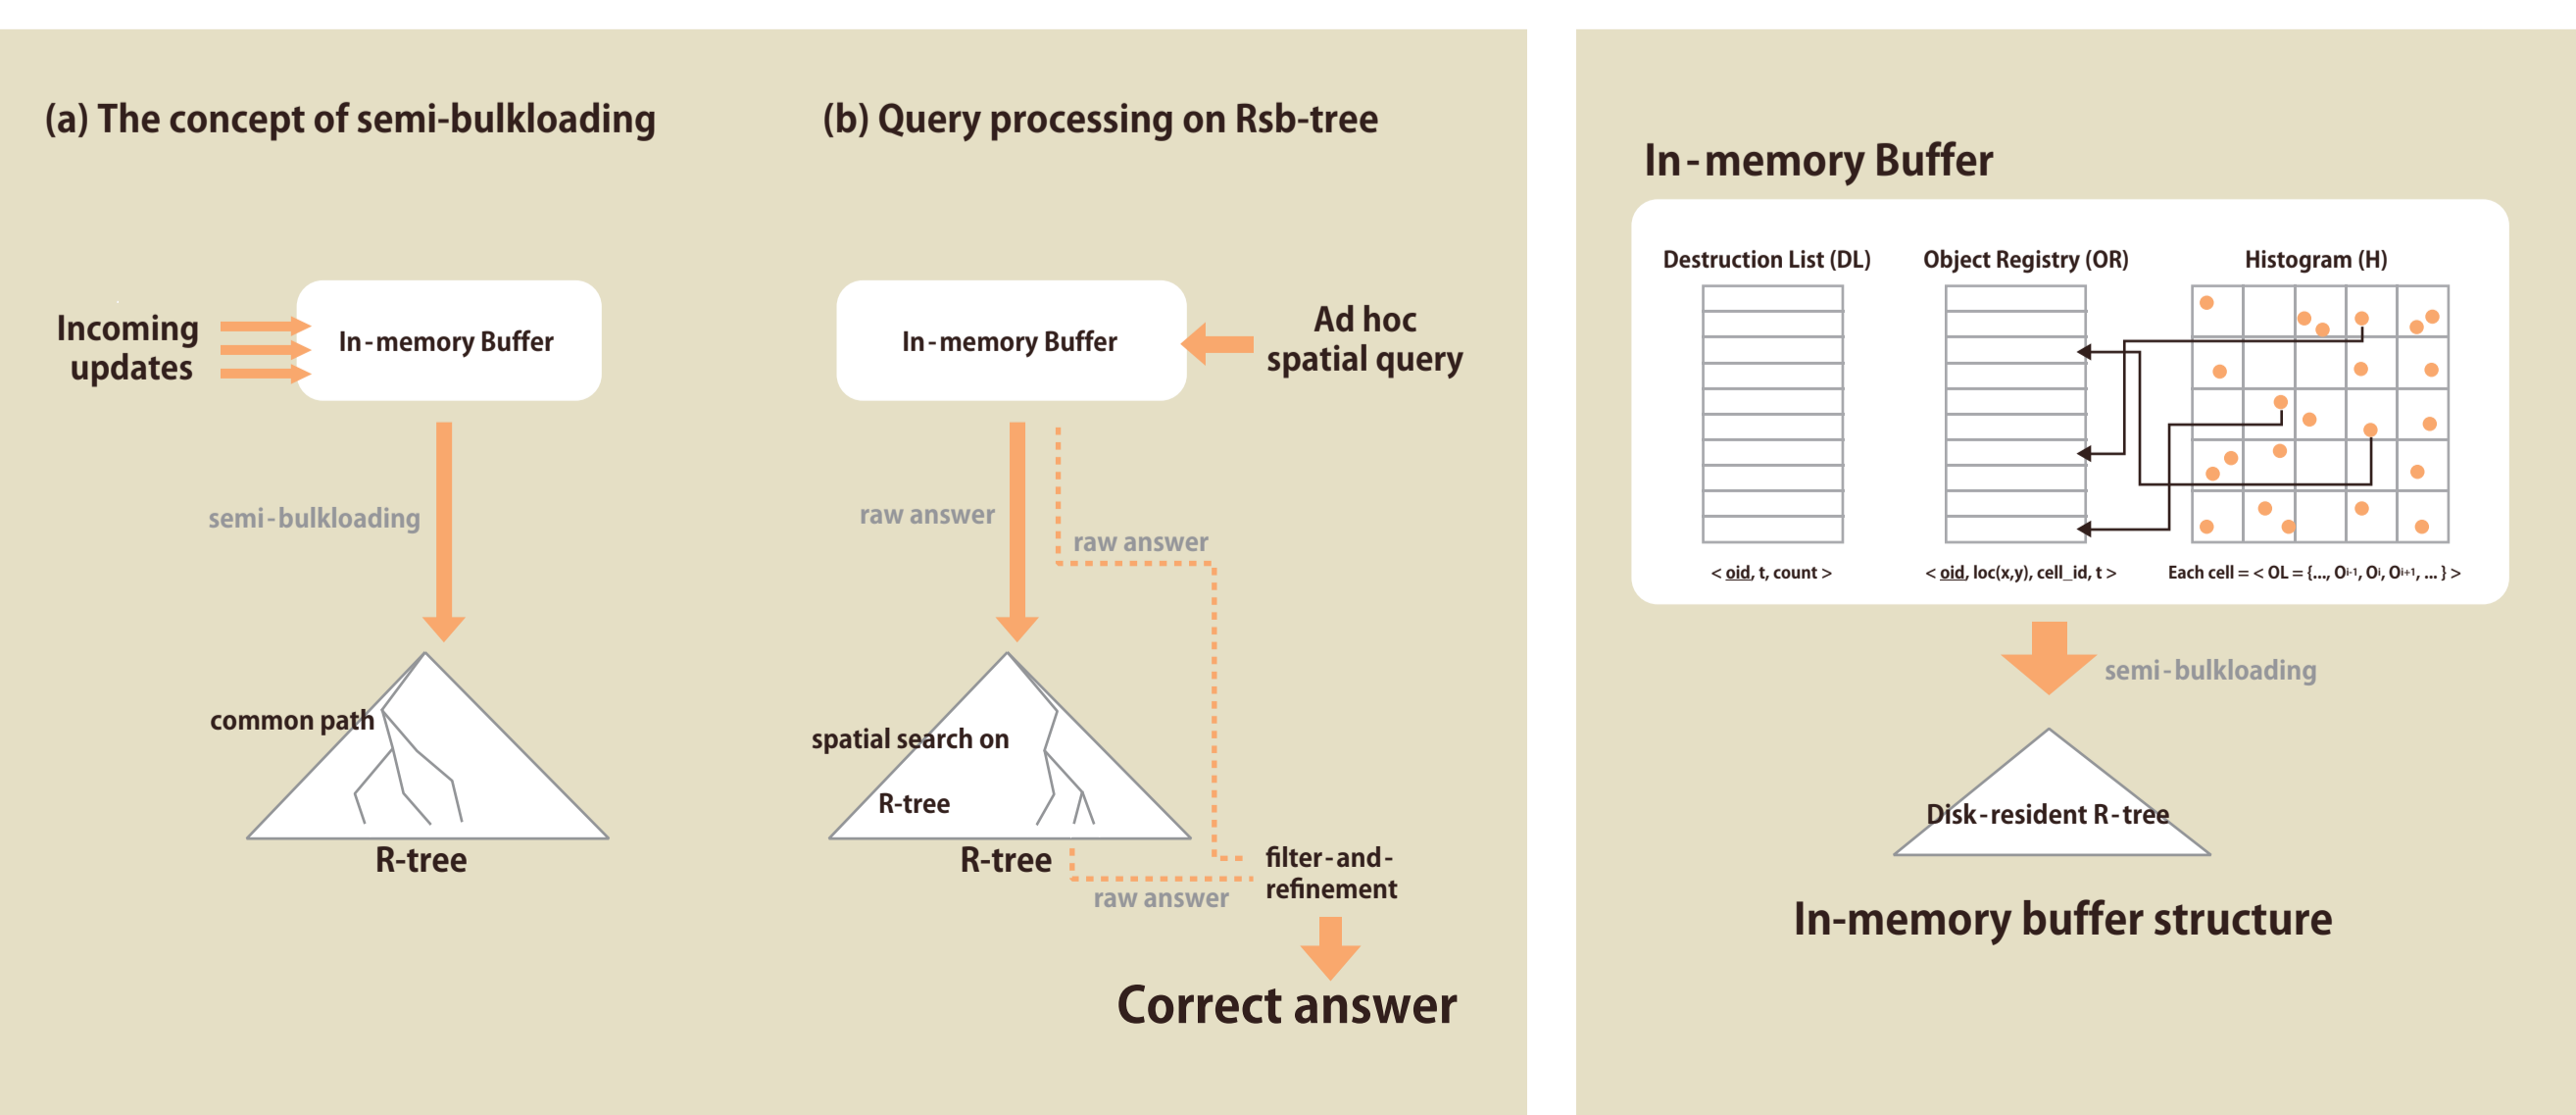 (a) The concept of semi-bulkloading
Incoming
updates
In-memory Buffer
semi-bulkloading
common path
R-tree
(b) Query processing on Rsb-tree
In-memory Buffer
Ad hoc
spatial query
raw answer
raw answer
spatial search on
R-tree
R-tree
raw answer
filter-and-
refinement
Correct answer
In-memory Buffer
Destruction List (DL)
Object Registry (OR)
Histogram (H)
< oid, t, count >
< oid, loc(x,y), cell_id, t >
Each cell = < OL = {..., Oi-1, Oi, Oi+1, ... } >
semi-bulkloading
Disk-resident R-tree
In-memory buffer structure